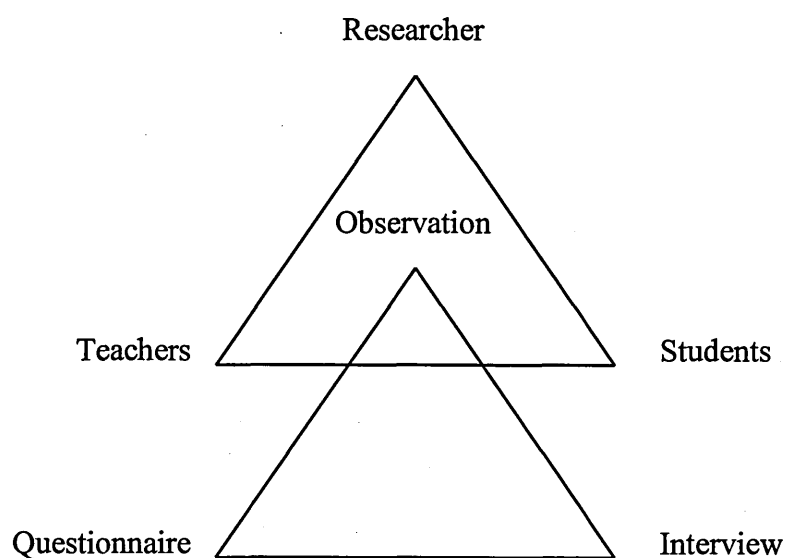 Researcher
Observation
Teachers Students
Questionnaire Interview